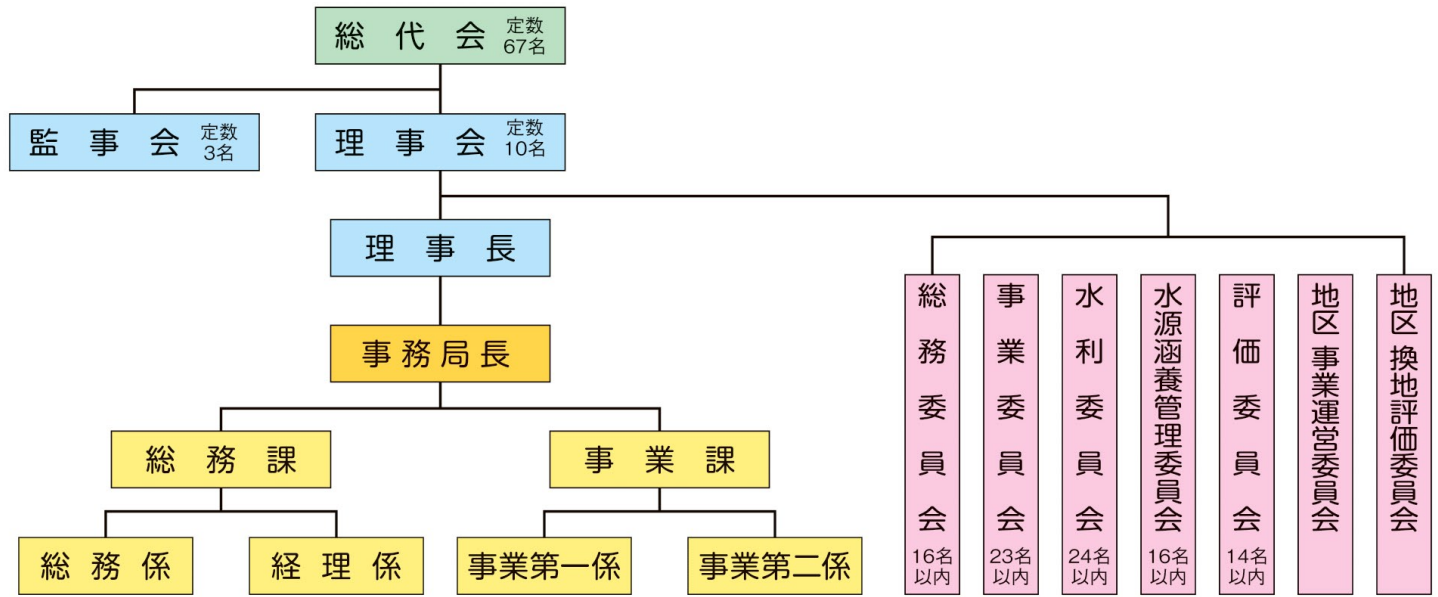 総代会 定数
67名
監事会 定数
3名
理事会 定数
10名
理事長
事務局長
総務課
事業課
総務係
経理係
事業第一係
事業第二係
総務委員会
16名
以内
事業委員会
23名
以内
水利委員会
24名
以内
水源涵養管理委員会
16名
以内
評価委員会
14名
以内
地区 事業運営委員会
地区 換地評価委員会